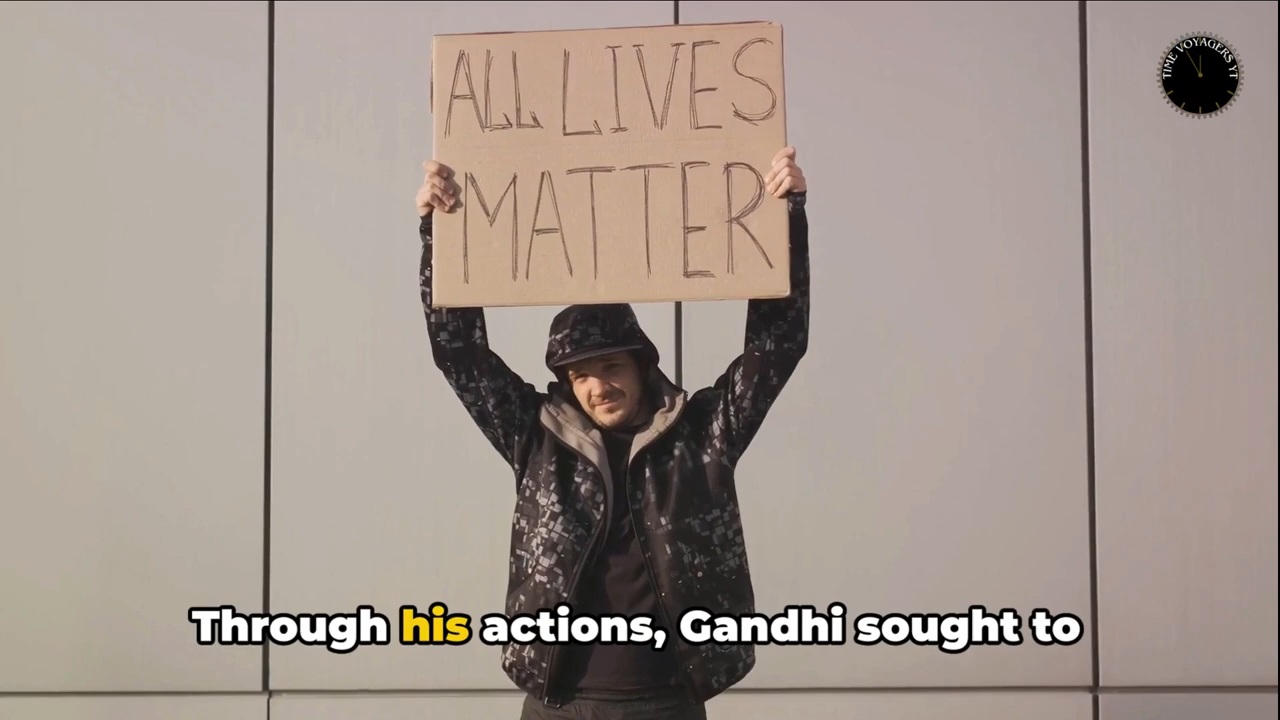 ALL LIVES
MATTER
TIME VOYAGERS YT
Through his actions, Gandhi sought to